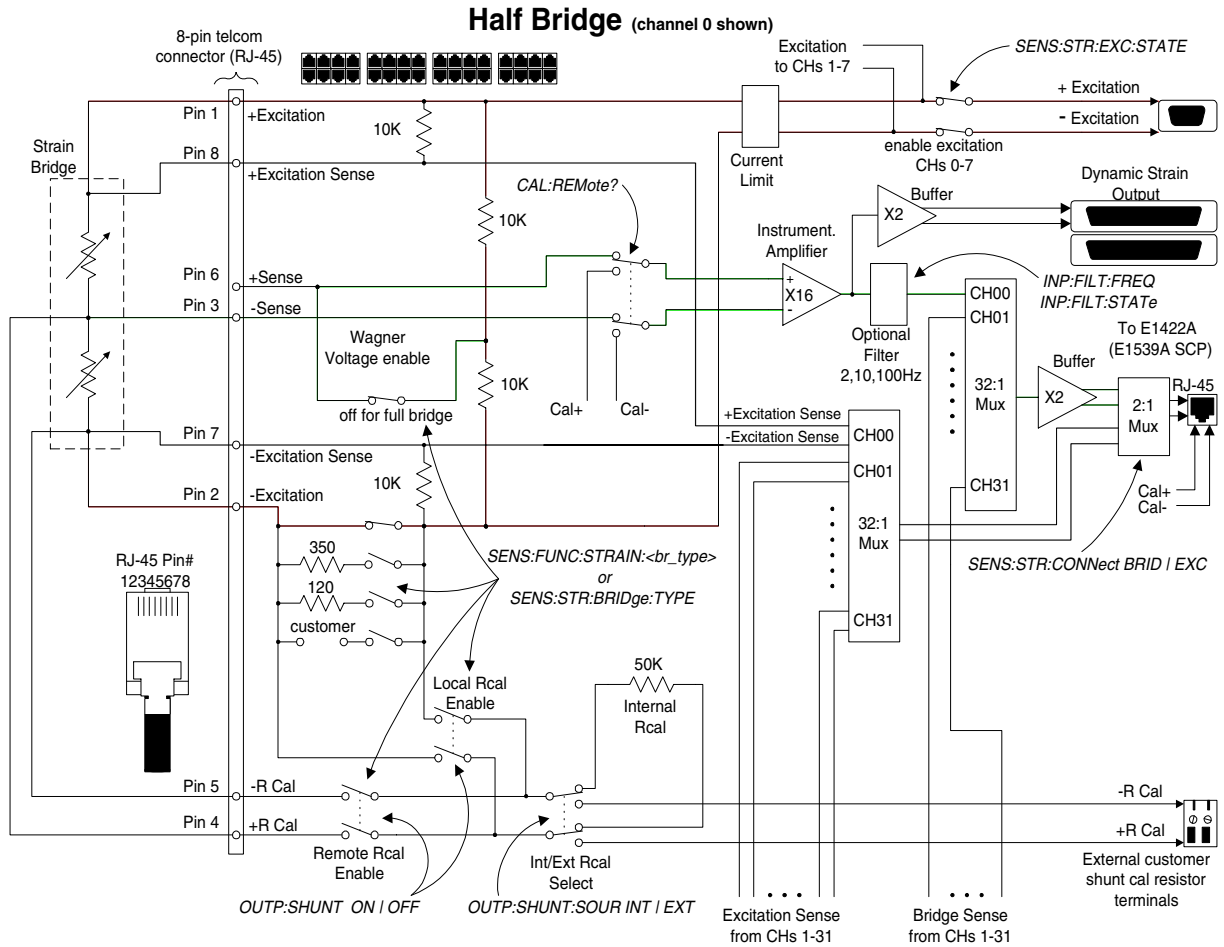 Half Bridge (channel 0 shown)
8-pin telcom
connector (RJ-45)
Excitation
to CHs 1-7
SENS:STR:EXC:STATE
Pin 1
+Excitation
10K
+ Excitation
- Excitation
Strain
Bridge
Pin 8
+Excitation Sense
Current
Limit
enable excitation
CHs 0-7
CAL:REMote?
10K
Buffer
X2
Dynamic Strain
Output
Instrument.
Amplifier
Pin 6
+Sense
+
X16
-
INP:FILT:FREQ
INP:FILT:STATe
CH00
CH01
Pin 3
-Sense
Wagner
Voltage enable
Optional
Filter
2,10,100Hz
To E1422A
(E1539A SCP)
Buffer
10K
32:1
Mux
X2
2:1
Mux
RJ-45
off for full bridge
Cal+
Cal-
+Excitation Sense
-Excitation Sense
CH00
Pin 7
-Excitation Sense
CH01
10K
CH31
Cal+
Cal-
Pin 2
-Excitation
32:1
Mux
RJ-45 Pin#
12345678
350
120
customer
SENS:FUNC:STRAIN:<br_type>
or
SENS:STR:BRIDge:TYPE
SENS:STR:CONNect BRID | EXC
CH31
50K
Internal
Rcal
Local Rcal
Enable
Pin 5
-R Cal
-R Cal
Pin 4
+R Cal
+R Cal
Remote Rcal
Enable
Int/Ext Rcal
Select
External customer
shunt cal resistor
terminals
OUTP:SHUNT ON | OFF
OUTP:SHUNT:SOUR INT | EXT
Excitation Sense
from CHs 1-31
Bridge Sense
from CHs 1-31